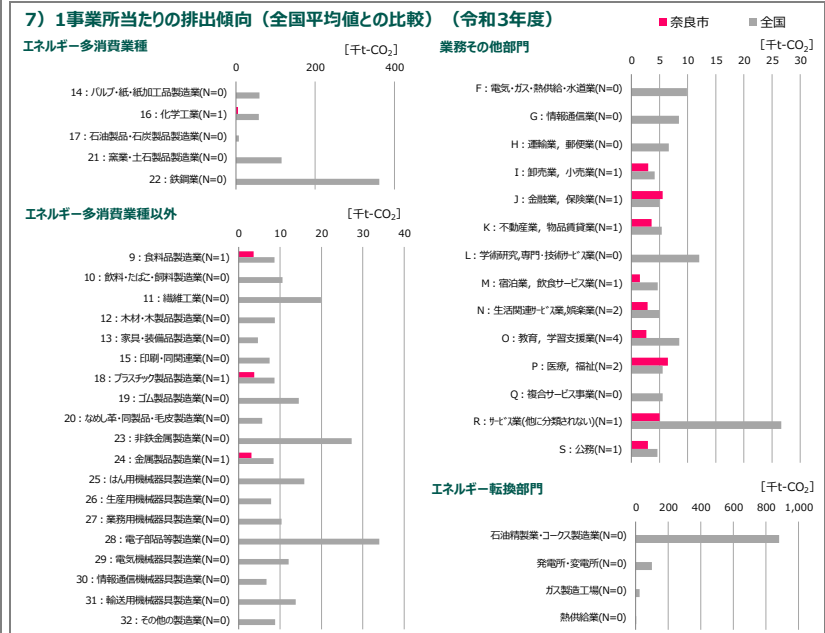 7）1事業所当たりの排出傾向（全国平均値との比較）（令和3年度）
■奈良市 ■全国
エネルギー多消費業種
［千t-CO₂］
0 200 400
14：パルプ・紙・紙加工品製造業(N=0)
16：化学工業(N=1)
17：石油製品・石炭製品製造業(N=0)
21：窯業・土石製品製造業(N=0)
22：鉄鋼業(N=0)
エネルギー多消費業種以外
［千t-CO₂］
0 10 20 30 40
9：食料品製造業(N=1)
10：飲料・たばこ・飼料製造業(N=0)
11：繊維工業(N=0)
12：木材・木製品製造業(N=0)
13：家具・装備品製造業(N=0)
15：印刷・同関連業(N=0)
18：プラスチック製品製造業(N=1)
19：ゴム製品製造業(N=0)
20：なめし革・同製品・毛皮製造業(N=0)
23：非鉄金属製造業(N=0)
24：金属製品製造業(N=1)
25：はん用機械器具製造業(N=0)
26：生産用機械器具製造業(N=0)
27：業務用機械器具製造業(N=0)
28：電子部品等製造業(N=0)
29：電気機械器具製造業(N=0)
30：情報通信機械器具製造業(N=0)
31：輸送用機械器具製造業(N=0)
32：その他の製造業(N=0)
業務その他部門
［千t-CO₂］
0 5 10 15 20 25 30
F：電気・ガス・熱供給・水道業(N=0)
G：情報通信業(N=0)
H：運輸業，郵便業(N=0)
I：卸売業，小売業(N=1)
J：金融業，保険業(N=1)
K：不動産業，物品賃貸業(N=1)
L：学術研究,専門・技術サービス業(N=0)
M：宿泊業，飲食サービス業(N=1)
N：生活関連サービス業,娯楽業(N=2)
O：教育，学習支援業(N=4)
P：医療，福祉(N=2)
Q：複合サービス事業(N=0)
R：サービス業(他に分類されない)(N=1)
S：公務(N=1)
エネルギー転換部門
［千t-CO₂］
0 200 400 600 800 1,000
石油精製業・コークス製造業(N=0)
発電所・変電所(N=0)
ガス製造工場(N=0)
熱供給業(N=0)